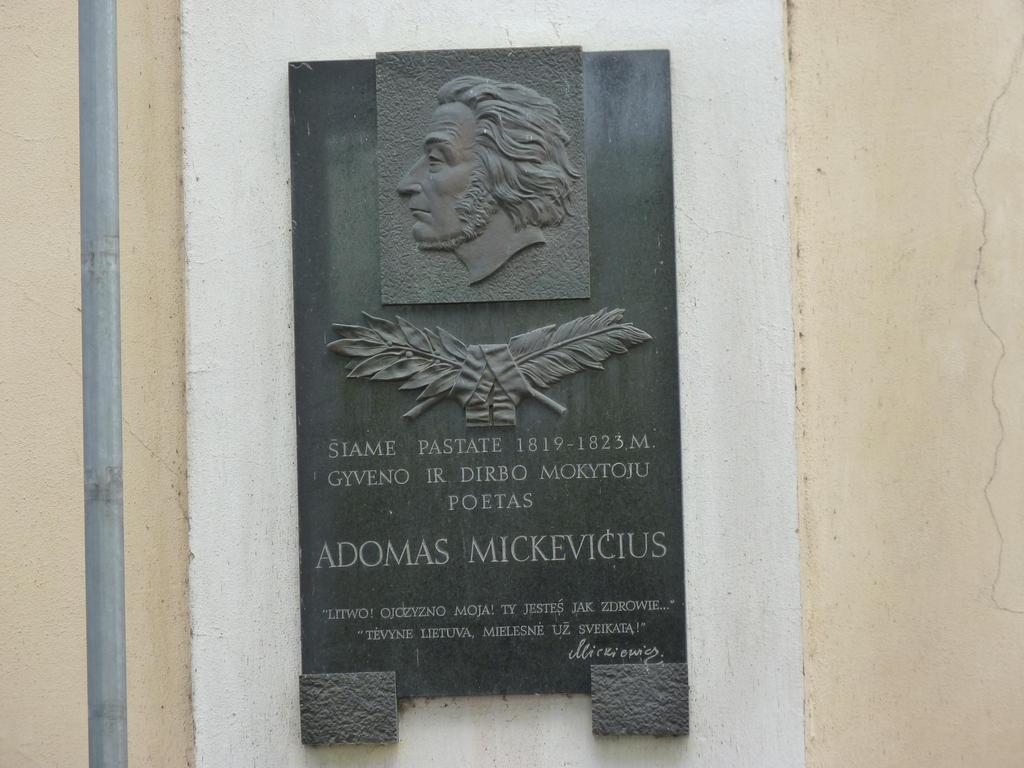 ŠIAME PASTATE 1819-1823 M.
GYVENO IR DIRBO MOKYTOJU
POETAS
ADOMAS MICKEVIČIUS
"LITWO! OJCZYZNO MOJA! TY JESTEŚ JAK ZDROWIE..."
"TĖVYNE LIETUVA, MIELESNĖ UŽ SVEIKATĄ!"
Mickiewicz.